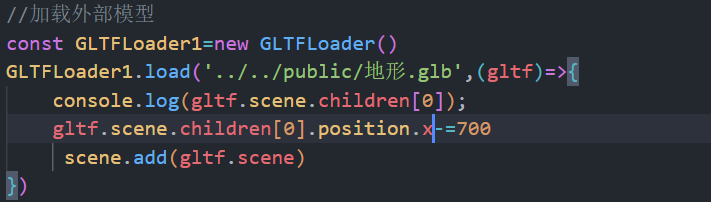 //加载外部模型
const GLTFLoader1=new GLTFLoader()
GLTFLoader1.load('../../public/地形.glb',(gltf)=>{
    console.log(gltf.scene.children[0]);
    gltf.scene.children[0].position.x-=700
     scene.add(gltf.scene)
})